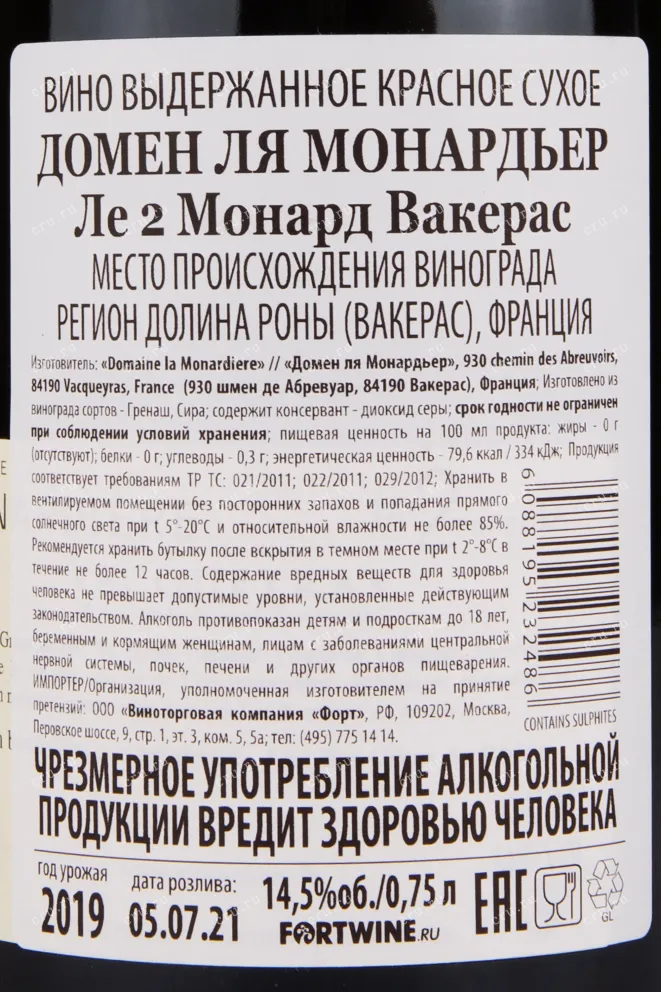 ВИНО ВЫДЕРЖАННОЕ КРАСНОЕ СУХОЕ
ДОМЕН ЛЯ МОНАРДЬЕР
Ле 2 Монард Вакерас
МЕСТО ПРОИСХОЖДЕНИЯ ВИНОГРАДА
РЕГИОН ДОЛИНА РОНЫ (ВАКЕРАС), ФРАНЦИЯ
Изготовитель: «Domaine la Monardiere» // «Домен ля Монардьер», 930 chemin des Abreuvoirs,
84190 Vacqueyras, France (930 шмен де Абревуар, 84190 Вакерас), Франция; Изготовлено из
винограда сортов - Гренаш, Сира; содержит консервант - диоксид серы; срок годности не ограничен
при соблюдении условий хранения; пищевая ценность на 100 мл продукта: жиры - 0 г
(отсутствуют); белки - 0 г; углеводы - 0,3 г; энергетическая ценность - 79,6 ккал / 334 кДж; Продукция
соответствует требованиям ТР ТС: 021/2011; 022/2011; 029/2012; Хранить в
вентилируемом помещении без посторонних запахов и попадания прямого
солнечного света при t 5°-20°С и относительной влажности не более 85%.
Рекомендуется хранить бутылку после вскрытия в темном месте при t 2°-8°С в
течение не более 12 часов. Содержание вредных веществ для здоровья
человека не превышает допустимые уровни, установленные действующим
законодательством. Алкоголь противопоказан детям и подросткам до 18 лет,
беременным и кормящим женщинам, лицам с заболеваниями центральной
нервной системы, почек, печени и других органов пищеварения.
ИМПОРТЕР/Организация, уполномоченная изготовителем на принятие
претензий: ООО «Виноторговая компания «Форт», РФ, 109202, Москва,
Перовское шоссе, 9, стр. 1, эт. 3, ком. 5, 5а; тел: (495) 775 14 14.
6 088195 232486
CONTAINS SULPHITES
ЧРЕЗМЕРНОЕ УПОТРЕБЛЕНИЕ АЛКОГОЛЬНОЙ
ПРОДУКЦИИ ВРЕДИТ ЗДОРОВЬЮ ЧЕЛОВЕКА
год урожая
2019
дата розлива:
05.07.21
14,5%об./0,75 л
FORTWINE.RU
EAC
GL